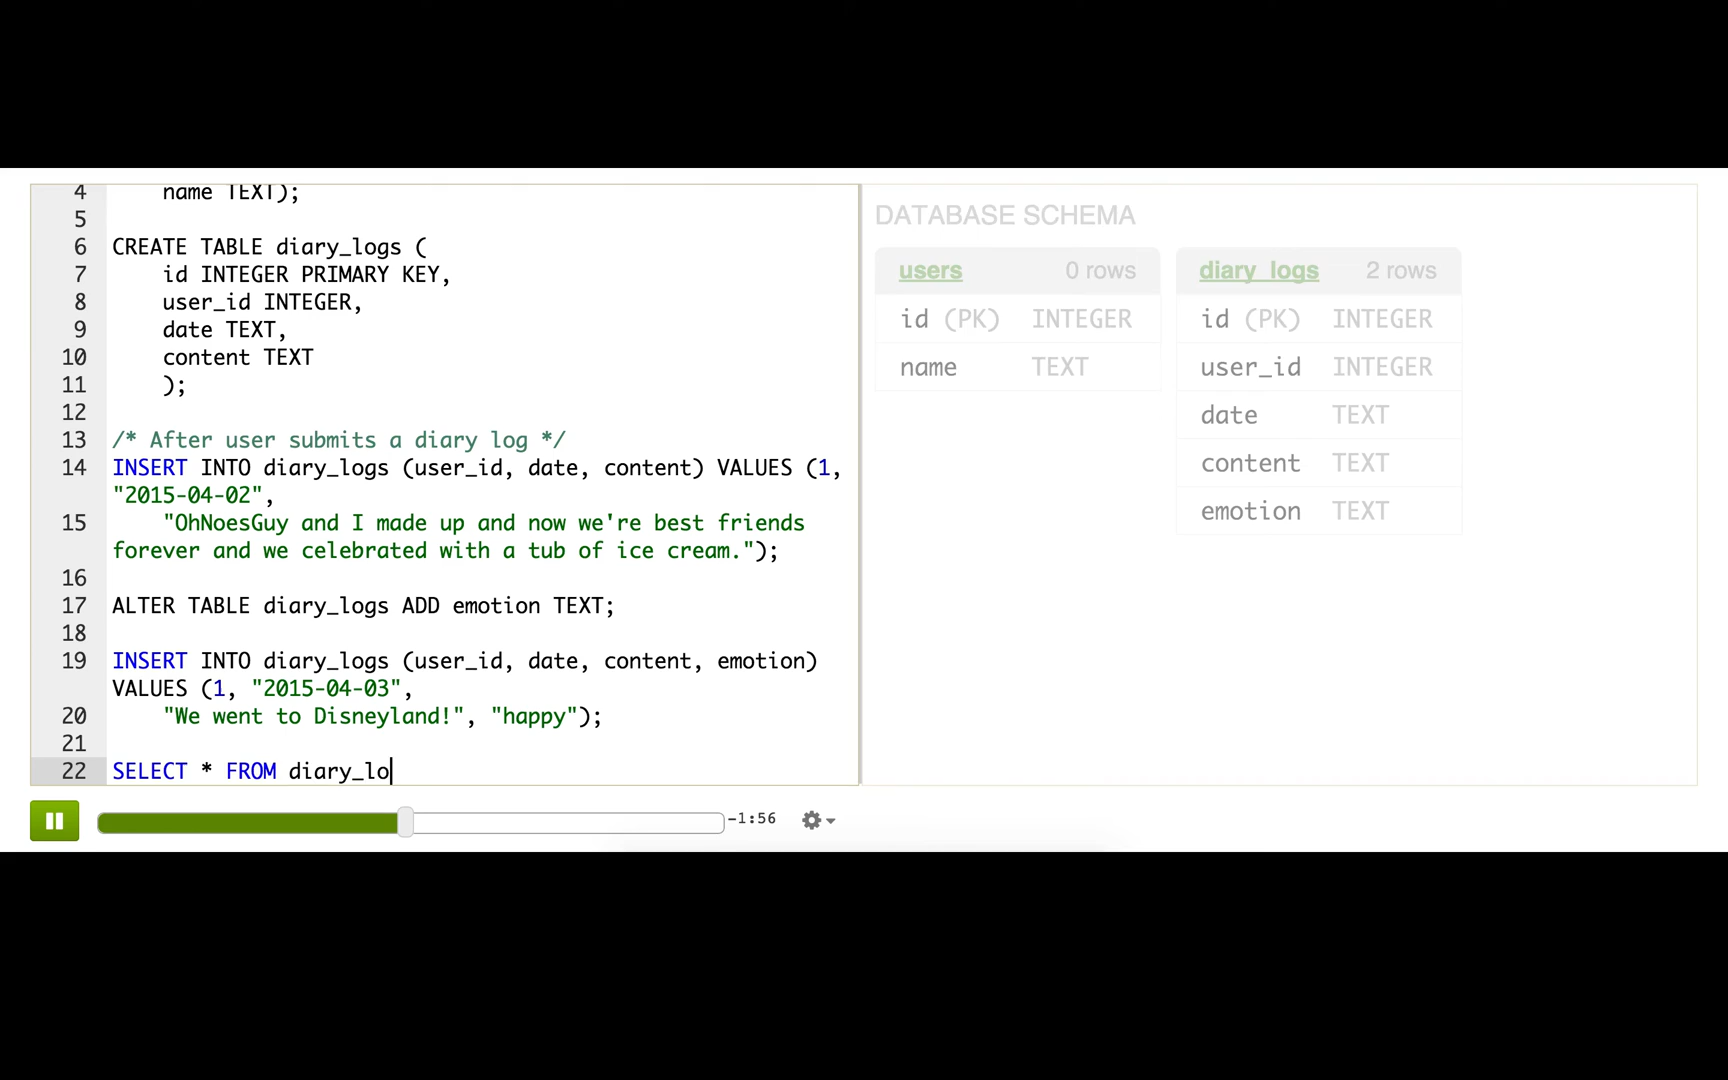 4 name TEXT);
5
6 CREATE TABLE diary_logs (
7 id INTEGER PRIMARY KEY,
8 user_id INTEGER,
9 date TEXT,
10 content TEXT
11 );
12
13 /* After user submits a diary log */
14 INSERT INTO diary_logs (user_id, date, content) VALUES (1,
"2015-04-02",
15 "OhNoesGuy and I made up and now we're best friends
forever and we celebrated with a tub of ice cream.");
16
17 ALTER TABLE diary_logs ADD emotion TEXT;
18
19 INSERT INTO diary_logs (user_id, date, content, emotion)
VALUES (1, "2015-04-03",
20 "We went to Disneyland!", "happy");
21
22 SELECT * FROM diary_lo
-1:56
DATABASE SCHEMA
users 0 rows
id (PK) INTEGER
name TEXT
diary_logs 2 rows
id (PK) INTEGER
user_id INTEGER
date TEXT
content TEXT
emotion TEXT